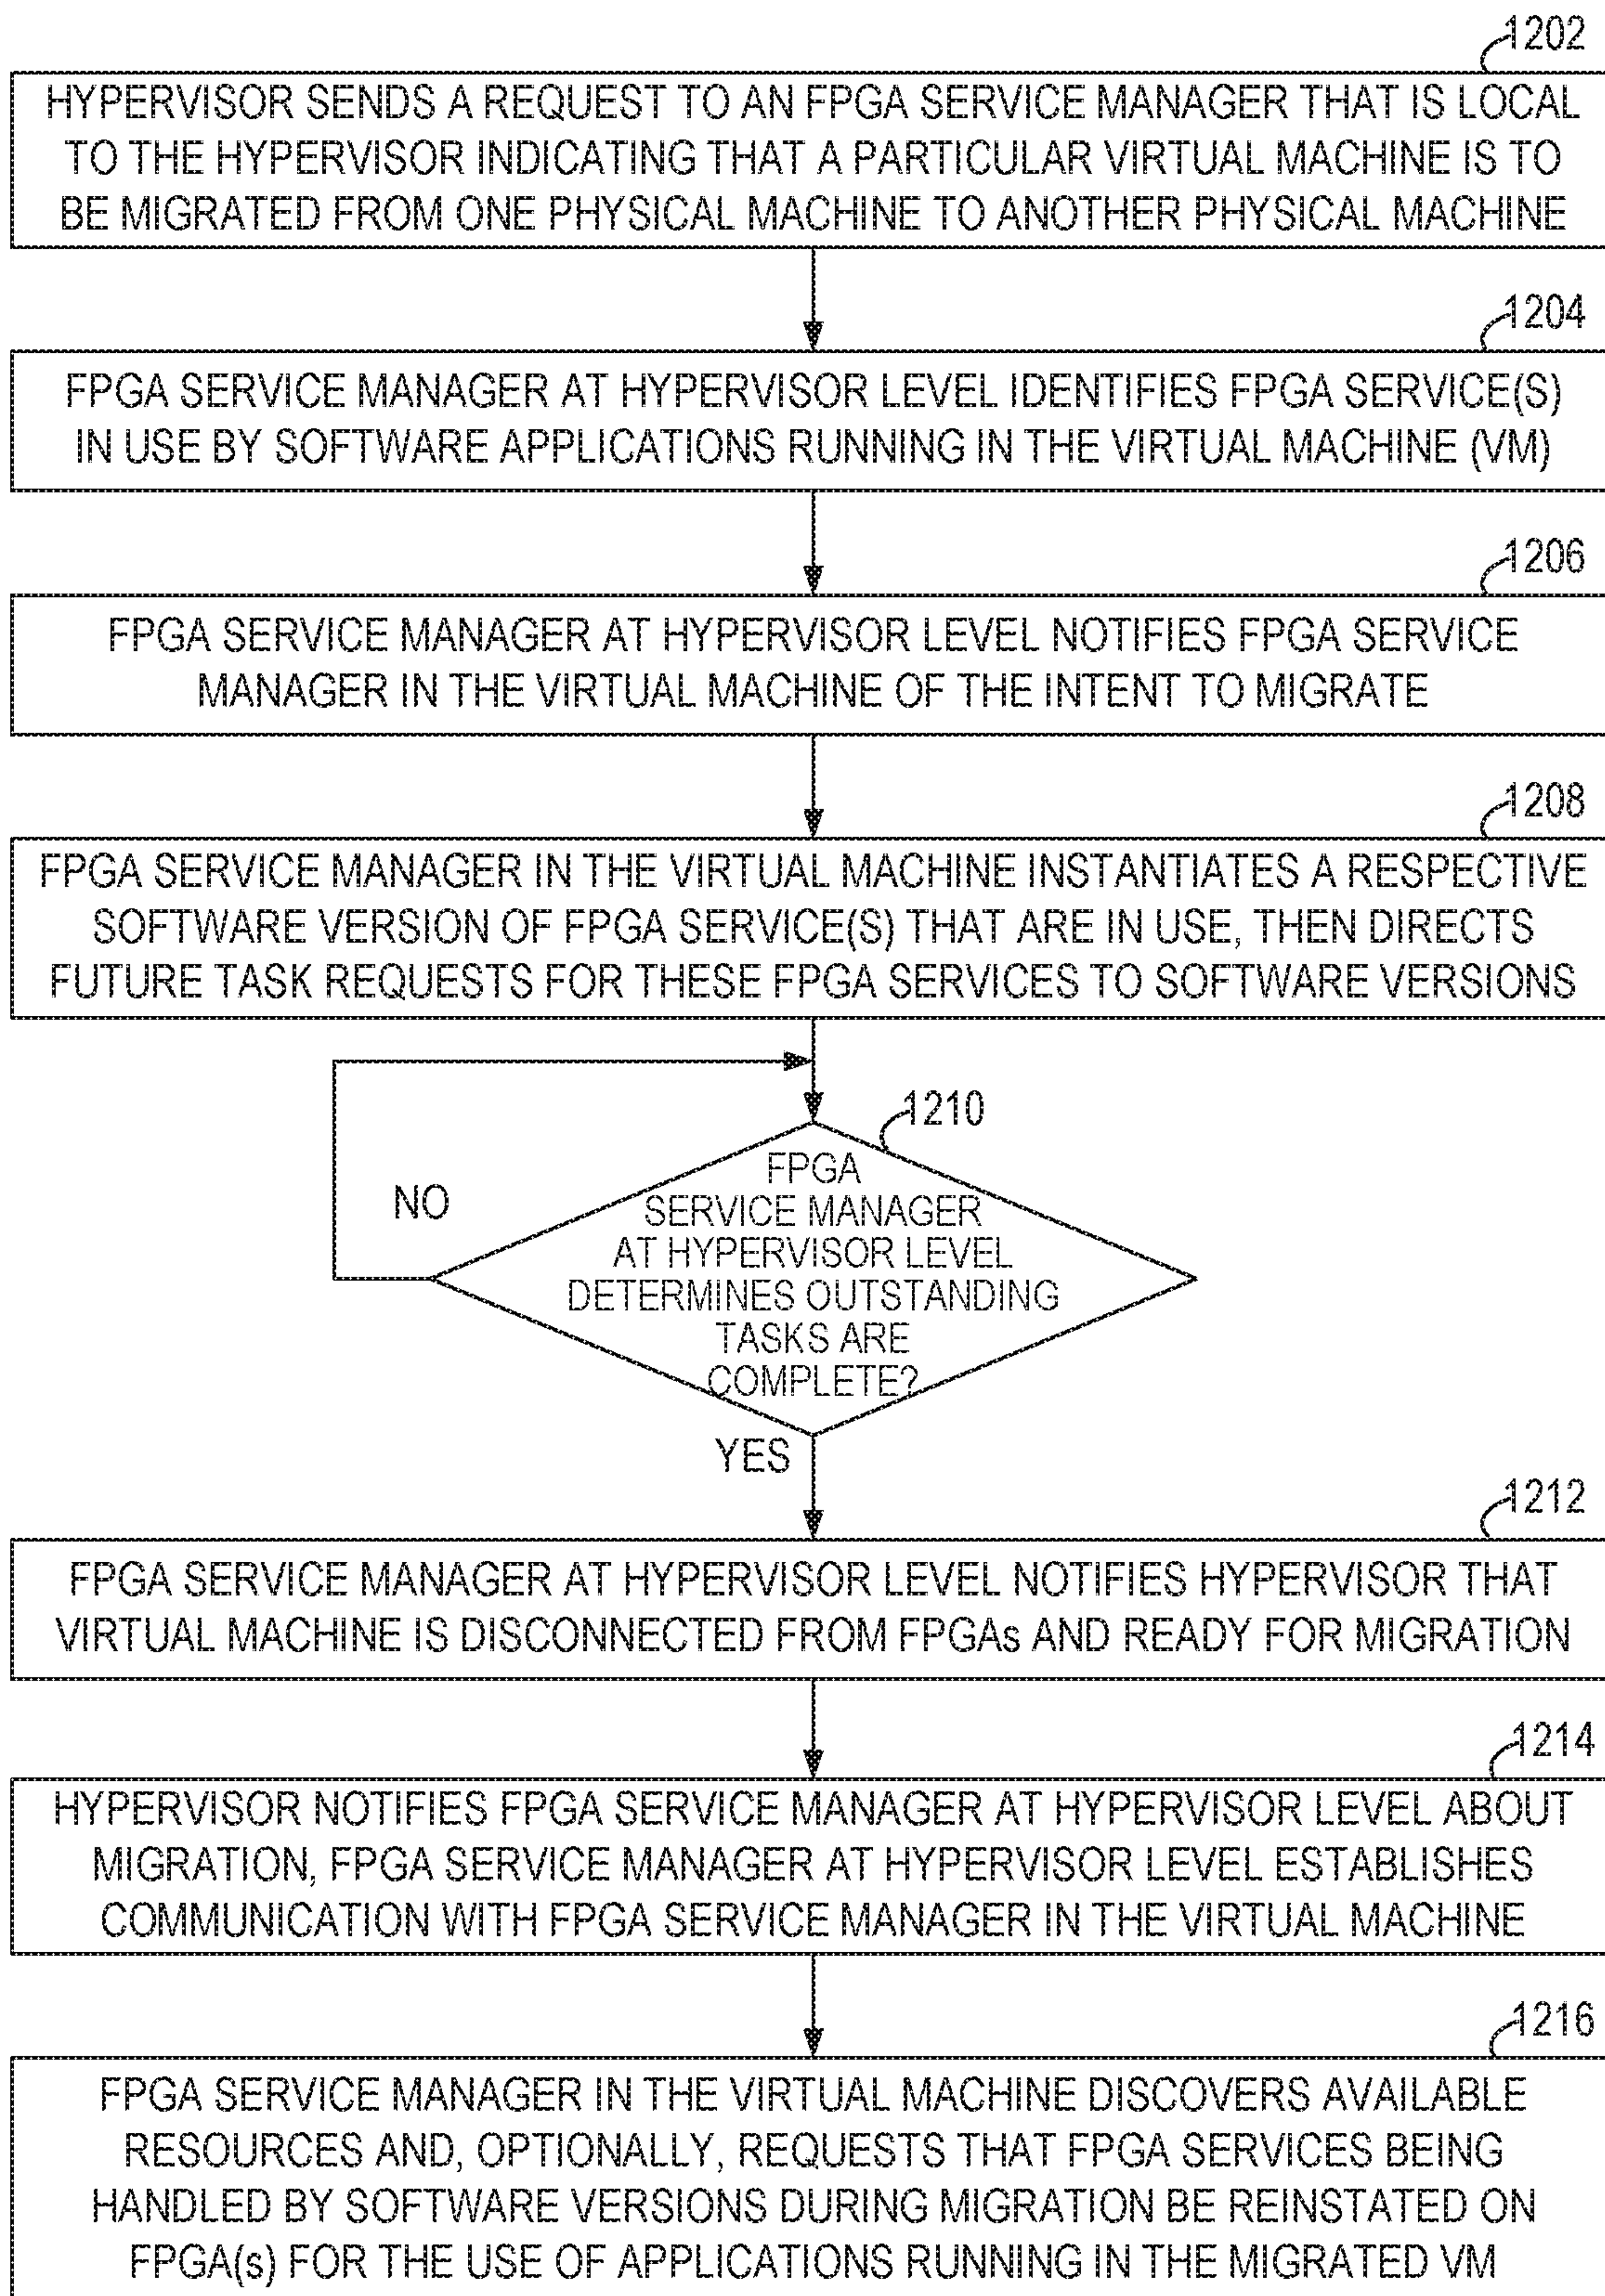 1202
HYPERVISOR SENDS A REQUEST TO AN FPGA SERVICE MANAGER THAT IS LOCAL
TO THE HYPERVISOR INDICATING THAT A PARTICULAR VIRTUAL MACHINE IS TO
BE MIGRATED FROM ONE PHYSICAL MACHINE TO ANOTHER PHYSICAL MACHINE
1204
FPGA SERVICE MANAGER AT HYPERVISOR LEVEL IDENTIFIES FPGA SERVICE(S)
IN USE BY SOFTWARE APPLICATIONS RUNNING IN THE VIRTUAL MACHINE (VM)
1206
FPGA SERVICE MANAGER AT HYPERVISOR LEVEL NOTIFIES FPGA SERVICE
MANAGER IN THE VIRTUAL MACHINE OF THE INTENT TO MIGRATE
1208
FPGA SERVICE MANAGER IN THE VIRTUAL MACHINE INSTANTIATES A RESPECTIVE
SOFTWARE VERSION OF FPGA SERVICE(S) THAT ARE IN USE, THEN DIRECTS
FUTURE TASK REQUESTS FOR THESE FPGA SERVICES TO SOFTWARE VERSIONS
1210
FPGA
SERVICE MANAGER
AT HYPERVISOR LEVEL
DETERMINES OUTSTANDING
TASKS ARE
COMPLETE?
NO
YES
1212
FPGA SERVICE MANAGER AT HYPERVISOR LEVEL NOTIFIES HYPERVISOR THAT
VIRTUAL MACHINE IS DISCONNECTED FROM FPGAs AND READY FOR MIGRATION
1214
HYPERVISOR NOTIFIES FPGA SERVICE MANAGER AT HYPERVISOR LEVEL ABOUT
MIGRATION, FPGA SERVICE MANAGER AT HYPERVISOR LEVEL ESTABLISHES
COMMUNICATION WITH FPGA SERVICE MANAGER IN THE VIRTUAL MACHINE
1216
FPGA SERVICE MANAGER IN THE VIRTUAL MACHINE DISCOVERS AVAILABLE
RESOURCES AND, OPTIONALLY, REQUESTS THAT FPGA SERVICES BEING
HANDLED BY SOFTWARE VERSIONS DURING MIGRATION BE REINSTATED ON
FPGA(s) FOR THE USE OF APPLICATIONS RUNNING IN THE MIGRATED VM